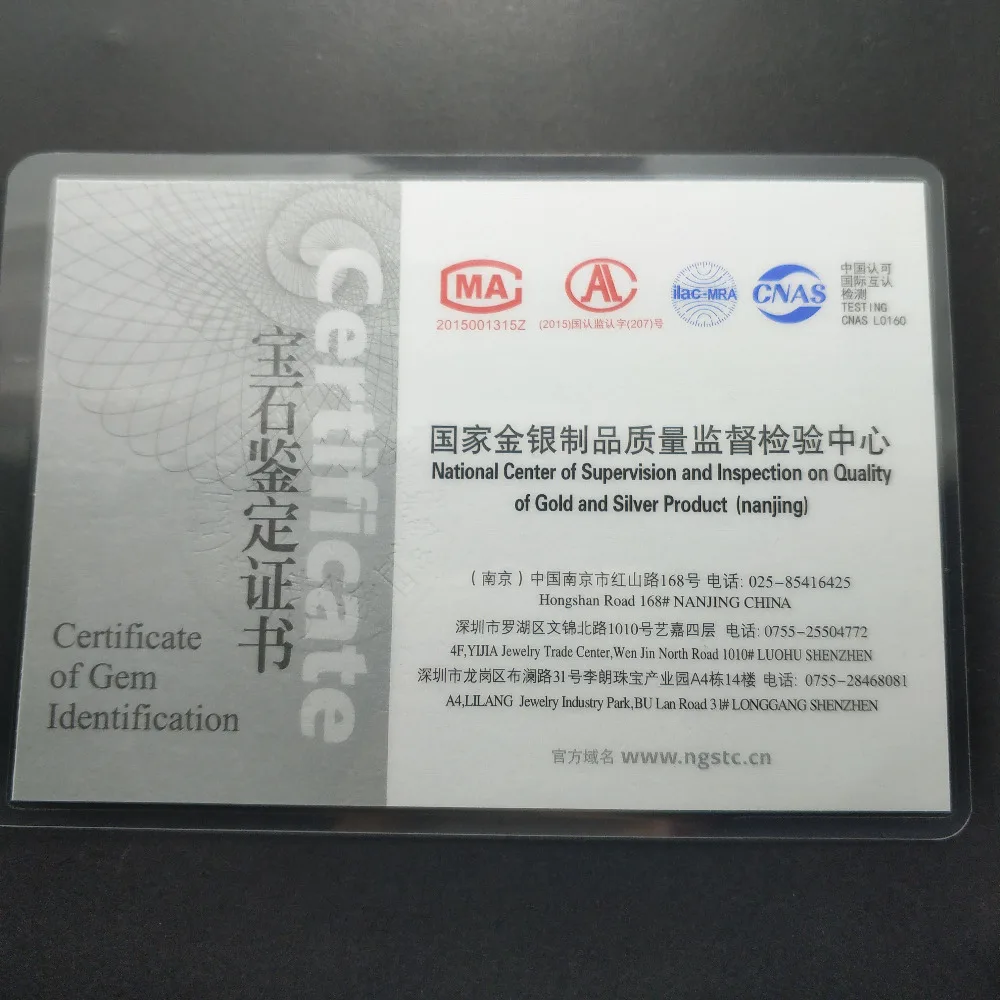 Certificate
宝石鉴定证书
Certificate
of Gem
Identification
MA
2015001315Z
AL
(2015)国认监认字(207)号
ilac-MRA
CNAS
中国认可
国际互认
检测
TESTING
CNAS L0160
国家金银制品质量监督检验中心
National Center of Supervision and Inspection on Quality
of Gold and Silver Product (nanjing)
(南京)中国南京市红山路168号 电话: 025-85416425
Hongshan Road 168# NANJING CHINA
深圳市罗湖区文锦北路1010号艺嘉四层 电话: 0755-25504772
4F,YIJIA Jewelry Trade Center,Wen Jin North Road 1010# LUOHU SHENZHEN
深圳市龙岗区布澜路31号李朗珠宝产业园A4栋14楼 电话: 0755-28468081
A4,LILANG Jewelry Industry Park,BU Lan Road 31# LONGGANG SHENZHEN
官方域名 www.ngstc.cn